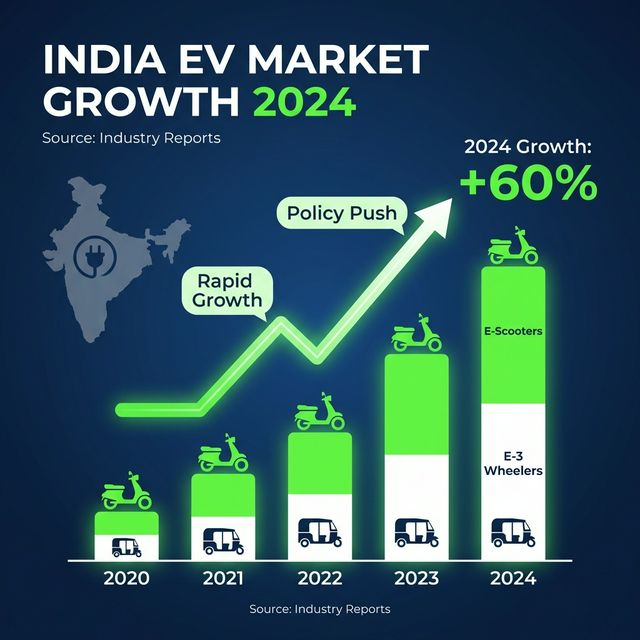 INDIA EV MARKET
GROWTH 2024
Source: Industry Reports
2024 Growth:
+60%
Policy Push
Rapid
Growth
E-Scooters
E-3
Wheelers
2020
2021
2022
2023
2024
Source: Industry Reports